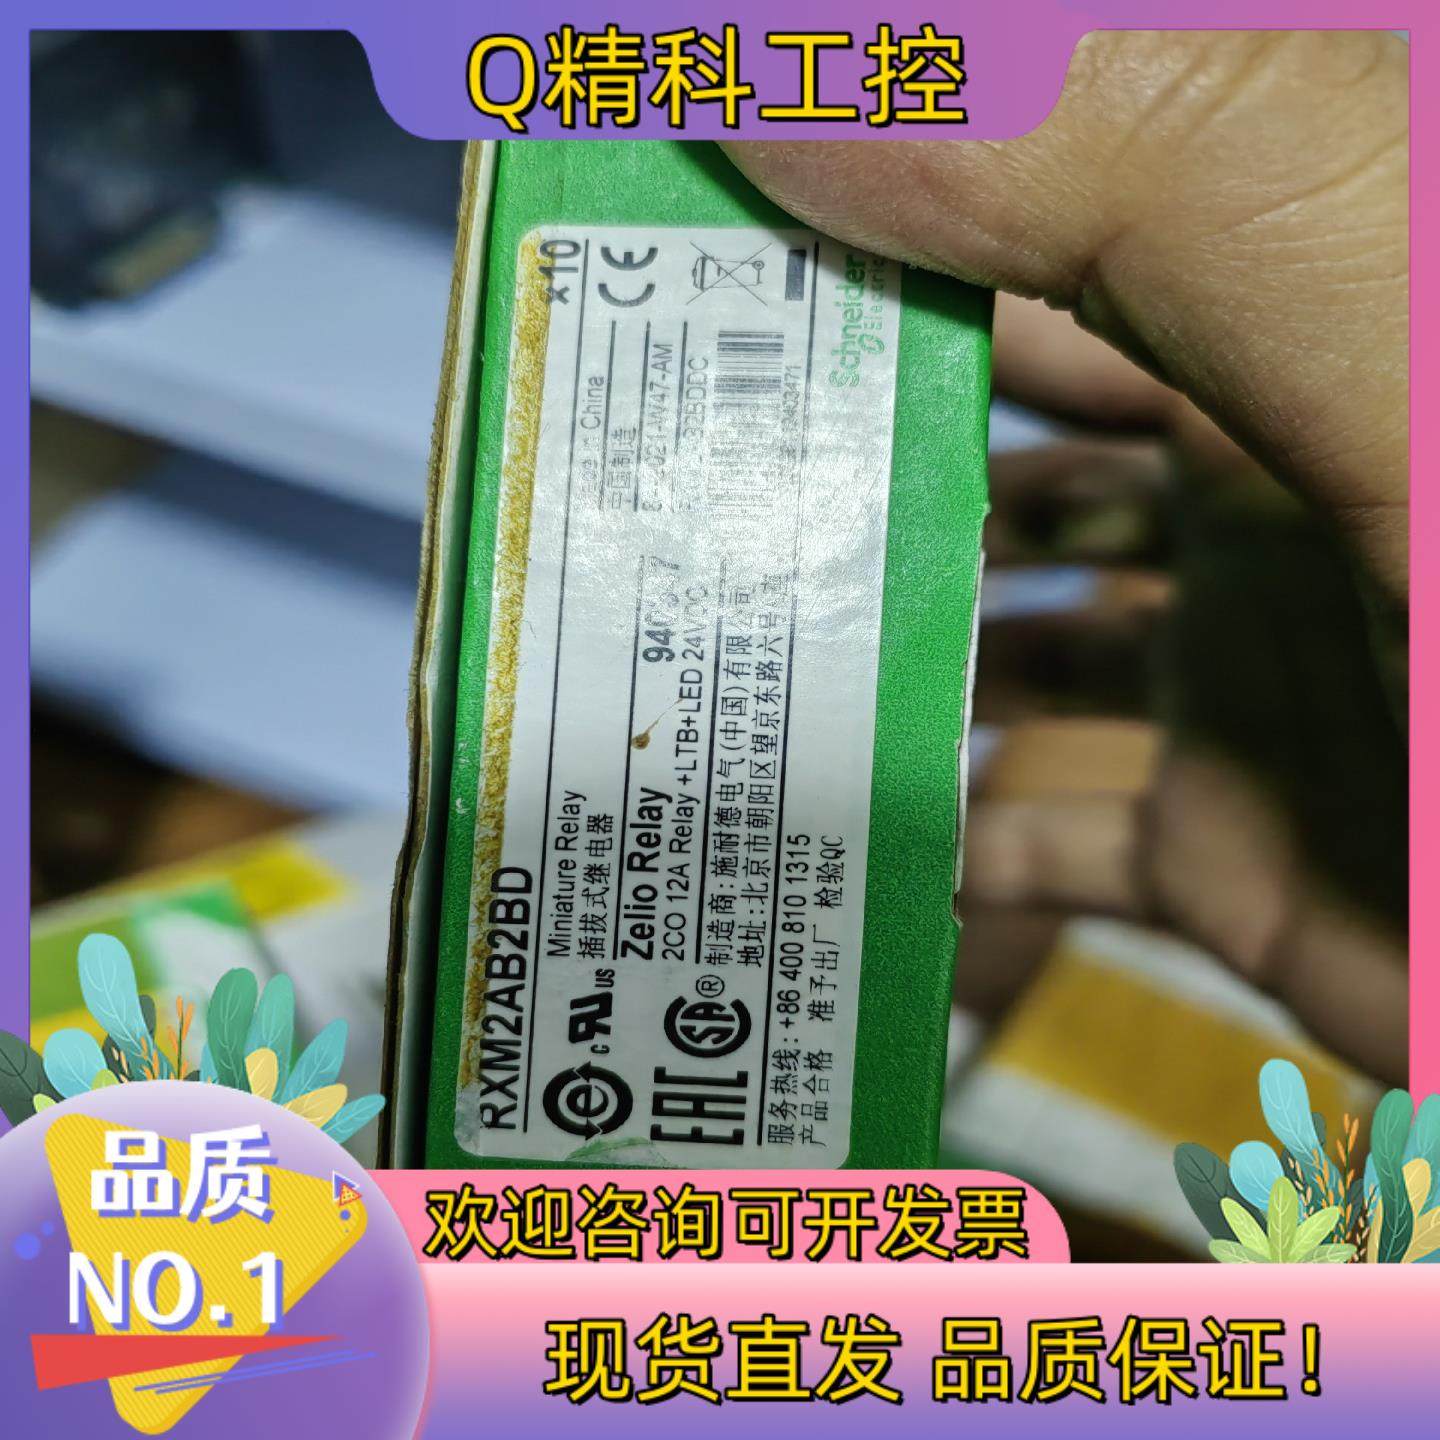 Q精科工控
RXM2AB2BD
×10
Miniature Relay
插拔式继电器
in China
中国制造
Zelio Relay
2CO 12A Relay +LTB+LED 24VDC
制造商:施耐德电气(中国)有限公司
地址:北京市朝阳区望京东路六号
服务热线:+86 400 810 1315
产品合格 准予出厂 检验QC
CE
EAC
SA®
c
US
e
Schneider
Electric
品质
NO.1
欢迎咨询可开发票
现货直发 品质保证!